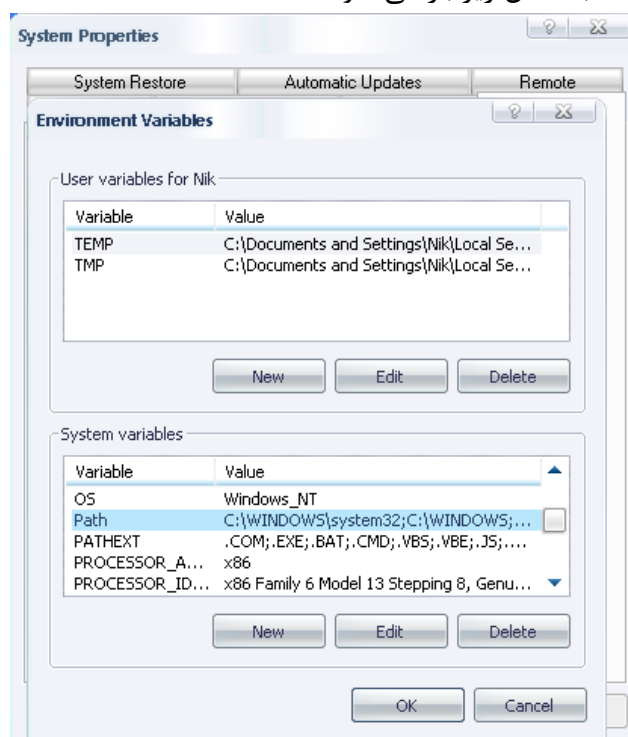 System Properties
System Restore Automatic Updates Remote
Environment Variables
User variables for Nik
Variable Value
TEMP C:\Documents and Settings\Nik\Local Se...
TMP C:\Documents and Settings\Nik\Local Se...
New Edit Delete
System variables
Variable Value
OS Windows_NT
Path C:\WINDOWS\system32;C:\WINDOWS;...
PATHEXT .COM;.EXE;.BAT;.CMD;.VBS;.VBE;.JS;....
PROCESSOR_A... x86
PROCESSOR_ID... x86 Family 6 Model 13 Stepping 8, Genu...
New Edit Delete
OK Cancel